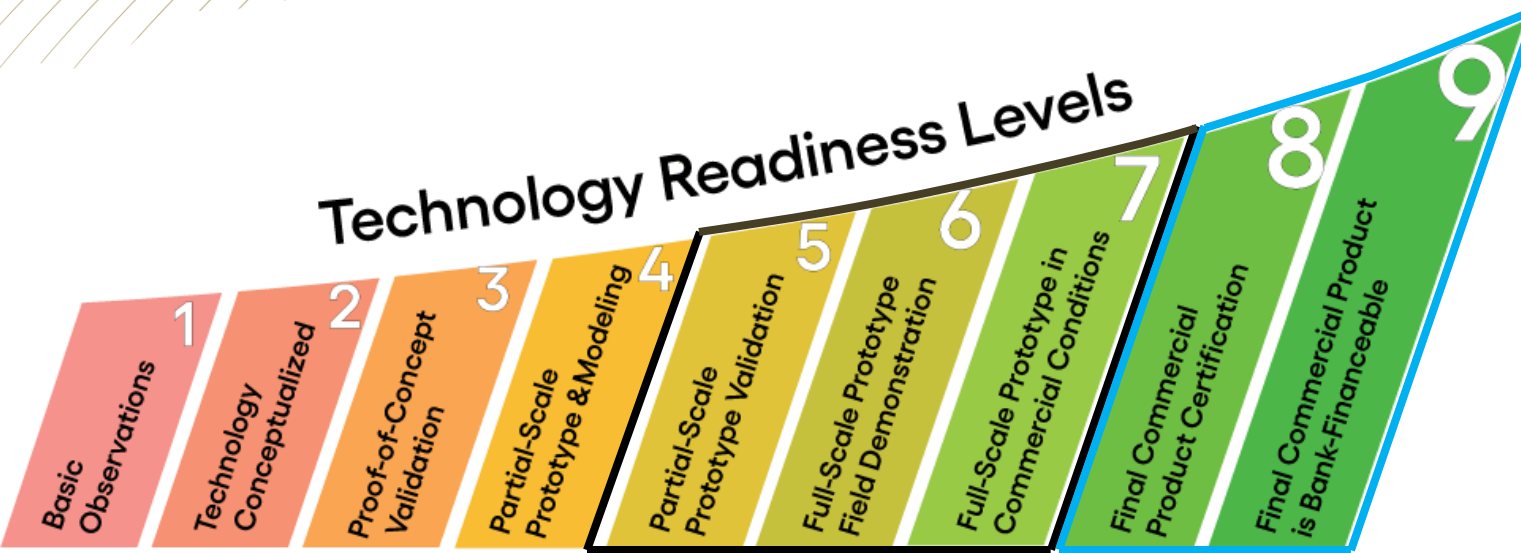 Technology Readiness Levels
1
Basic
Observations
2
Technology
Conceptualized
3
Proof-of-Concept
Validation
4
Partial-Scale
Prototype & Modeling
5
Partial-Scale
Prototype Validation
6
Full-Scale Prototype
Field Demonstration
7
Full-Scale Prototype in
Commercial Conditions
8
Final Commercial
Product Certification
9
Final Commercial Product
is Bank-Financeable